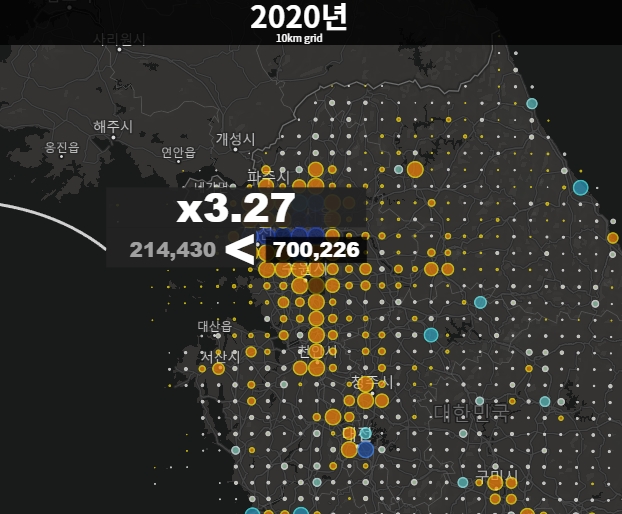 2020년
10km grid
사리원시
해주시
개성시
옹진읍
연안읍
파주시
x3.27
214,430 < 700,226
대산읍
서산시
천안시
청주시
대한민국
대전
구미시